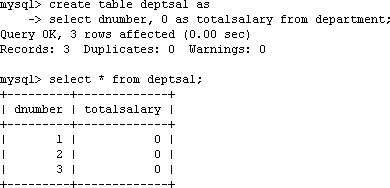 mysql> create table deptsal as
    -> select dnumber, 0 as totalsalary from department;
Query OK, 3 rows affected (0.00 sec)
Records: 3  Duplicates: 0  Warnings: 0

mysql> select * from deptsal;
+---------+-------------+
| dnumber | totalsalary |
+---------+-------------+
|       1 |           0 |
|       2 |           0 |
|       3 |           0 |
+---------+-------------+